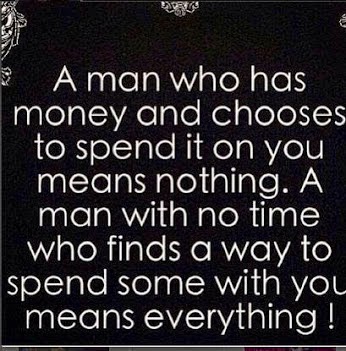 A man who has
money and chooses
to spend it on you
means nothing. A
man with no time
who finds a way to
spend some with you
means everything !